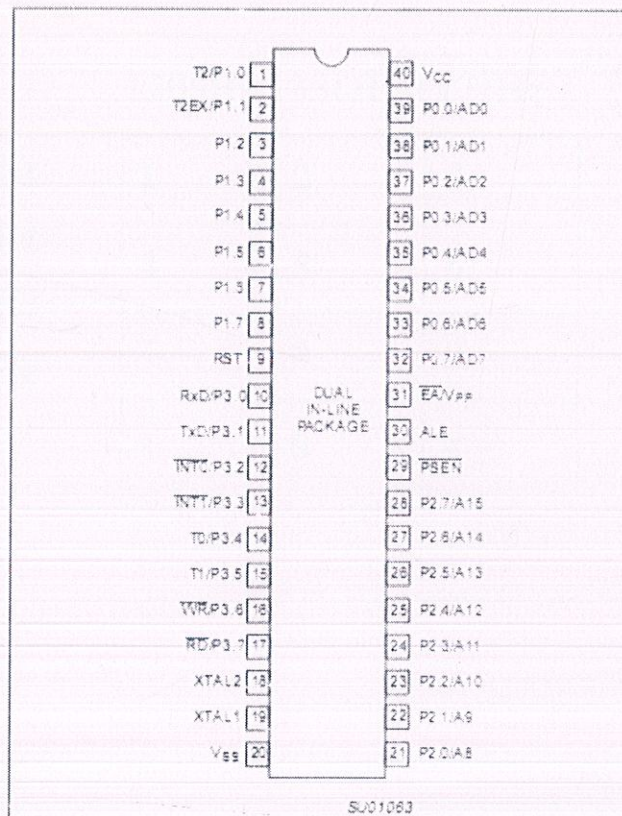 T2/P1.0 1 40 VCC
T2EX/P1.1 2 39 P0.0/AD0
P1.2 3 38 P0.1/AD1
P1.3 4 37 P0.2/AD2
P1.4 5 36 P0.3/AD3
P1.5 6 35 P0.4/AD4
P1.6 7 34 P0.5/AD5
P1.7 8 33 P0.6/AD6
RST 9 32 P0.7/AD7
RxD/P3.0 10 31 EA/VPP
TxD/P3.1 11 30 ALE
INT0/P3.2 12 29 PSEN
INT1/P3.3 13 28 P2.7/A15
T0/P3.4 14 27 P2.6/A14
T1/P3.5 15 26 P2.5/A13
WR/P3.6 16 25 P2.4/A12
RD/P3.7 17 24 P2.3/A11
XTAL2 18 23 P2.2/A10
XTAL1 19 22 P2.1/A9
VSS 20 21 P2.0/A8
DUAL
IN-LINE
PACKAGE
SU01063